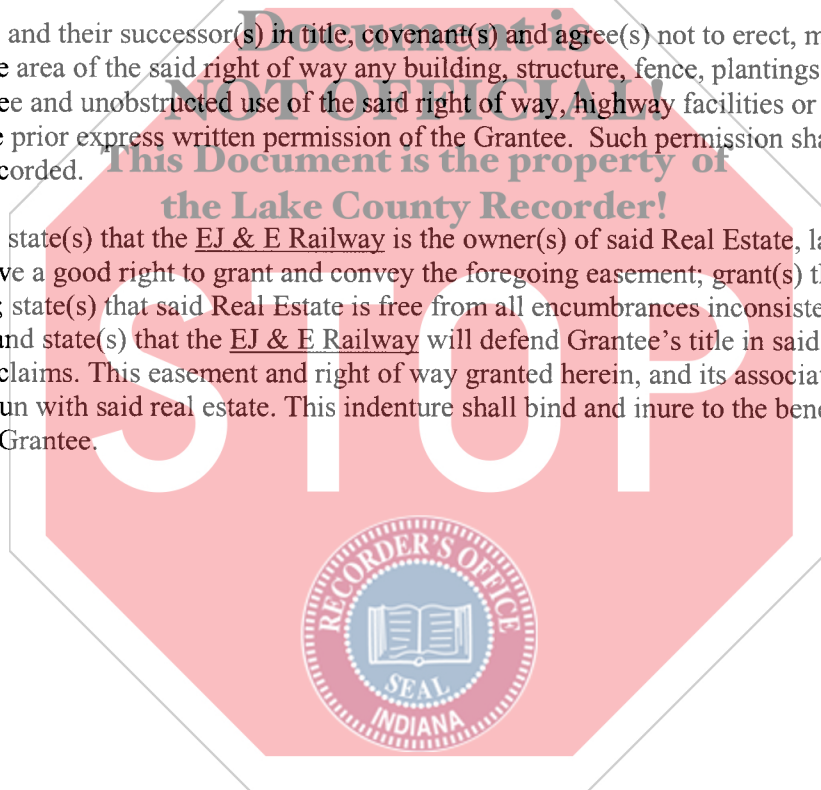 Document is
and their successor(s) in title, covenant(s) and agree(s) not to erect, m
e area of the said right of way any building, structure, fence, plantings
ee and unobstructed use of the said right of way, highway facilities or
NOT OFFICIAL!
e prior express written permission of the Grantee. Such permission sha
corded.
This Document is the property of
the Lake County Recorder!
state(s) that the EJ & E Railway is the owner(s) of said Real Estate, la
ve a good right to grant and convey the foregoing easement; grant(s) t
; state(s) that said Real Estate is free from all encumbrances inconsiste
and state(s) that the EJ & E Railway will defend Grantee's title in said
claims. This easement and right of way granted herein, and its associat
un with said real estate. This indenture shall bind and inure to the bene
Grantee.
STOP
RECORDER'S OFFICE
SEAL
INDIANA